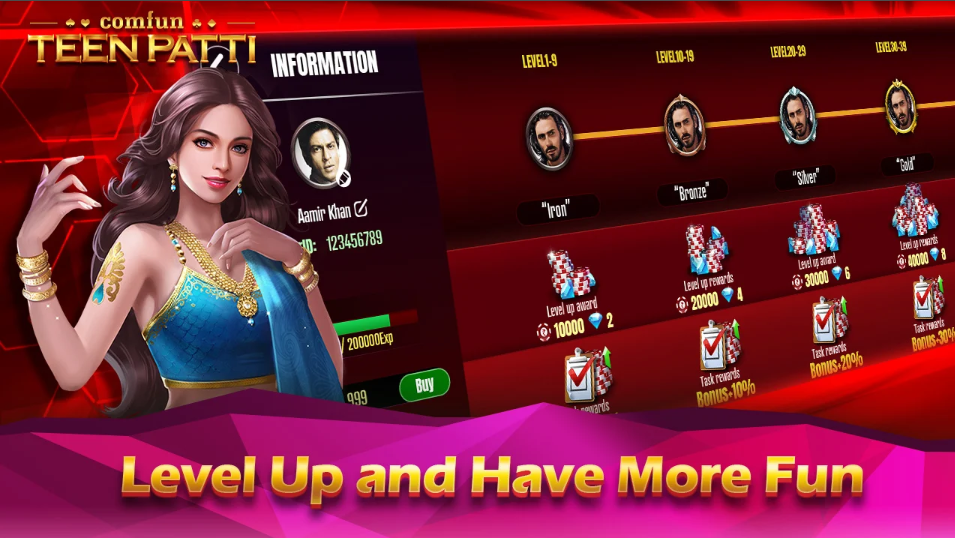 comfun
TEEN PATTI
INFORMATION
Aamir Khan
ID: 123456789
/ 200000Exp
999
Buy
LEVEL1-9
LEVEL10-19
LEVEL20-29
LEVEL30-39
"Iron"
"Bronze"
"Silver"
"Gold"
Level up award
10000 2
Level up rewards
20000 4
Level up award
30000 6
Level up rewards
40000 8
Task rewards
Bonus+10%
Task rewards
Bonus+20%
Task rewards
Bonus+30%
Level Up and Have More Fun